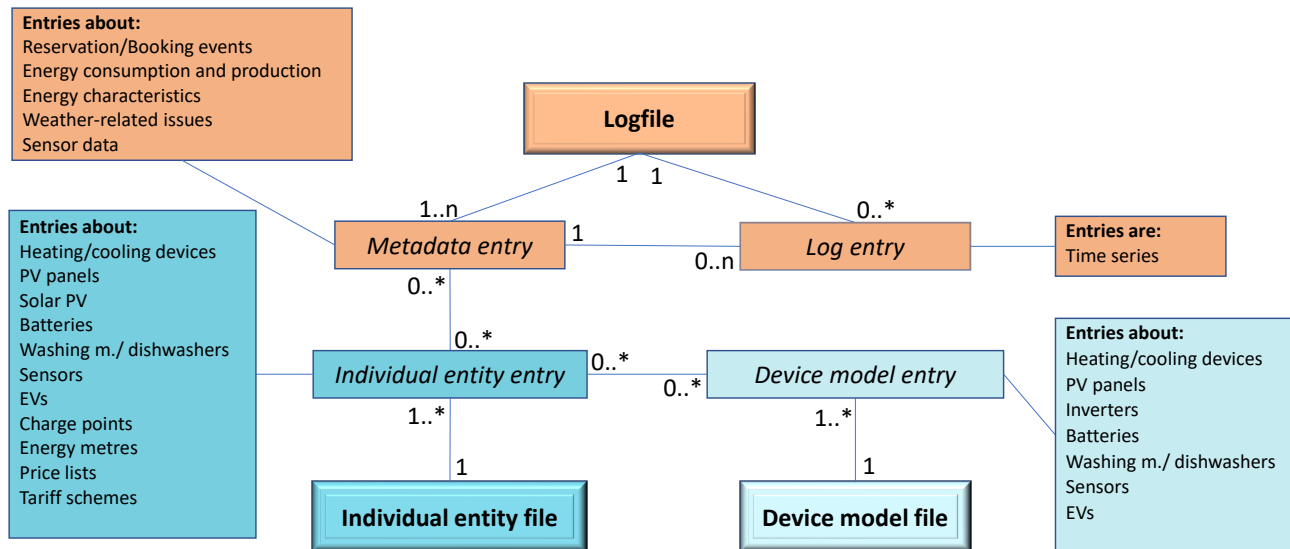 Entries about:
Reservation/Booking events
Energy consumption and production
Energy characteristics
Weather-related issues
Sensor data
Logfile
1
1
1..n
0..*
Metadata entry
1
0..n
Log entry
Entries are:
Time series
Entries about:
Heating/cooling devices
PV panels
Solar PV
Batteries
Washing m./ dishwashers
Sensors
EVs
Charge points
Energy metres
Price lists
Tariff schemes
0..*
0..*
Individual entity entry
0..*
0..*
Device model entry
1..*
1
1..*
1
Individual entity file
Device model file
Entries about:
Heating/cooling devices
PV panels
Inverters
Batteries
Washing m./ dishwashers
Sensors
EVs